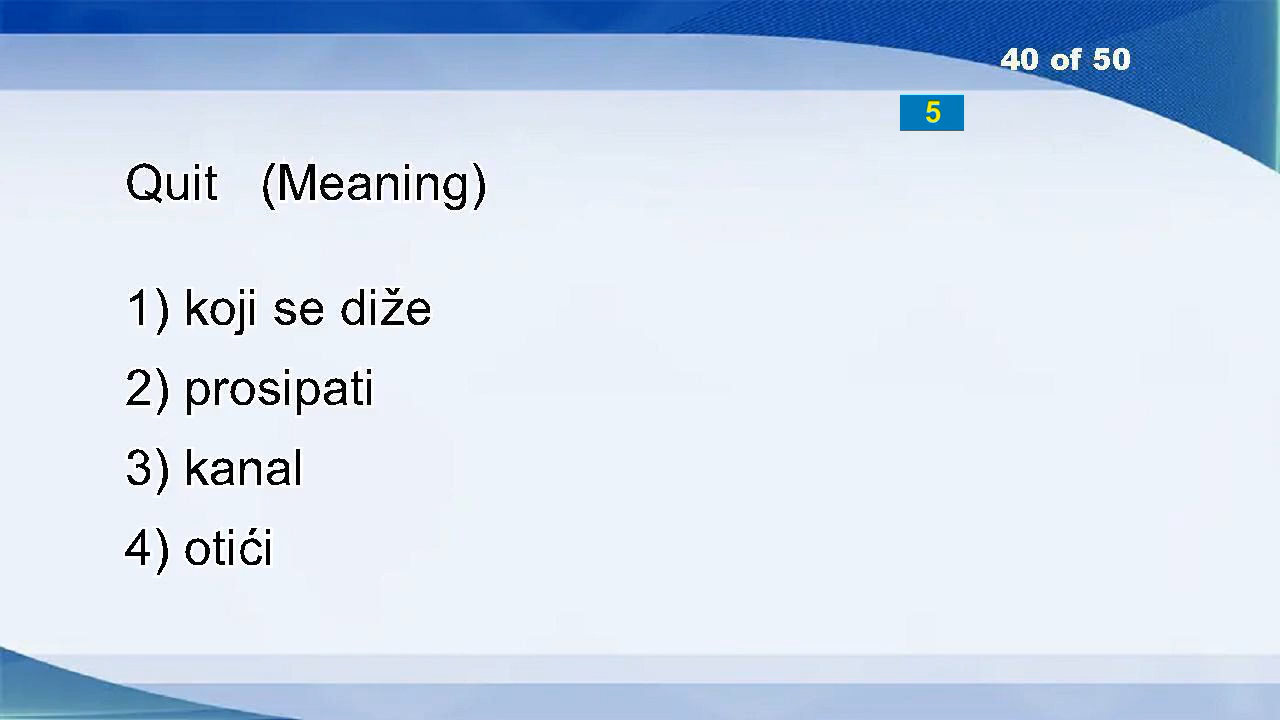 40 of 50
5
Quit (Meaning)
1) koji se diže
2) prosipati
3) kanal
4) otići